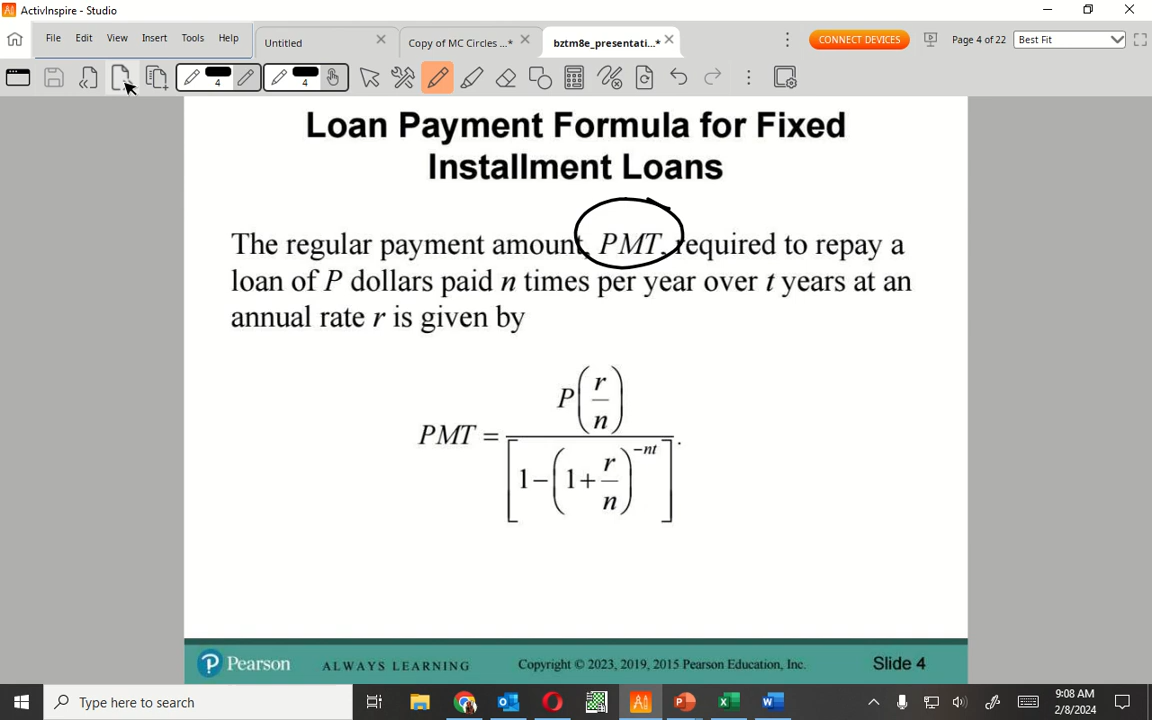 ActivInspire - Studio
File Edit View Insert Tools Help
Untitled
Copy of MC Circles ...*
bztm8e_presentati...*
CONNECT DEVICES
Page 4 of 22
Best Fit
4
4
Loan Payment Formula for Fixed
Installment Loans
The regular payment amount, PMT, required to repay a
loan of P dollars paid n times per year over t years at an
annual rate r is given by
PMT = P(r/n) / [1-(1+r/n)^-nt].
Pearson
ALWAYS LEARNING
Copyright © 2023, 2019, 2015 Pearson Education, Inc.
Slide 4
Type here to search
9:08 AM
2/8/2024